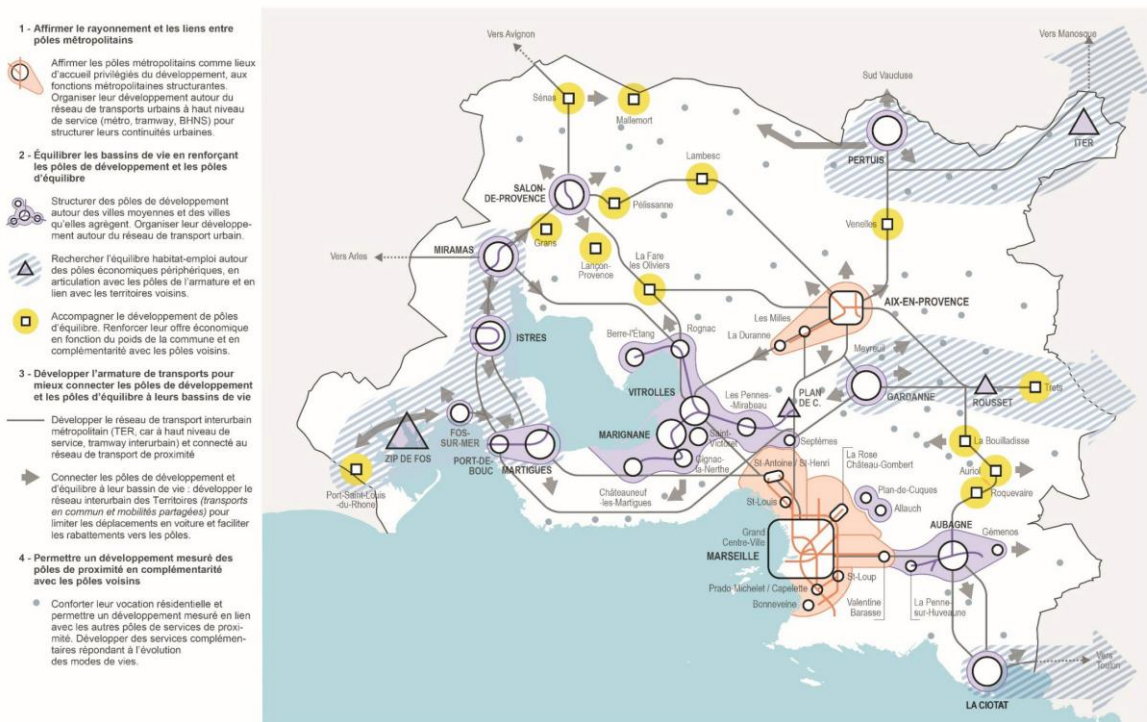 1 - Affirmer le rayonnement et les liens entre
pôles métropolitains
Affirmer les pôles métropolitains comme lieux
d'accueil privilégiés du développement, aux
fonctions métropolitaines structurantes.
Organiser leur développement autour du
réseau de transports urbains à haut niveau
de service (métro, tramway, BHNS) pour
structurer leurs continuités urbaines.
2 - Équilibrer les bassins de vie en renforçant
les pôles de développement et les pôles
d'équilibre
Structurer des pôles de développement
autour des villes moyennes et des villes
qu'elles agrègent. Organiser leur développe-
ment autour du réseau de transport urbain.
Rechercher l'équilibre habitat-emploi autour
des pôles économiques périphériques, en
articulation avec les pôles de l'armature et en
lien avec les territoires voisins.
Accompagner le développement de pôles
d'équilibre. Renforcer leur offre économique
en fonction du poids de la commune et en
complémentarité avec les pôles voisins.
3 - Développer l'armature de transports pour
mieux connecter les pôles de développement
et les pôles d'équilibre à leurs bassins de vie
Développer le réseau de transport interurbain
métropolitain (TER, car à haut niveau de
service, tramway interurbain) et connecté au
réseau de transport de proximité
Connecter les pôles de développement et
d'équilibre à leur bassin de vie : développer le
réseau interurbain des Territoires (transports
en commun et mobilités partagées) pour
limiter les déplacements en voiture et faciliter
les rabattements vers les pôles.
4 - Permettre un développement mesuré des
pôles de proximité en complémentarité
avec les pôles voisins
Conforter leur vocation résidentielle et
permettre un développement mesuré en lien
avec les autres pôles de services de proxi-
mité. Développer des services complémen-
taires répondant à l'évolution
des modes de vies.
Vers Avignon
Vers Manosque
Sud Vaucluse
Sénas
Mallemort
PERTUIS
ITER
Lambesc
SALON-
DE-PROVENCE
Pélissanne
Venelles
Grans
MIRAMAS
Vers Arles
Lançon-
Provence
La Fare
les Oliviers
AIX-EN-PROVENCE
Les Milles
La Duranne
ISTRES
Berre-l'Étang
Rognac
Meyreuil
VITROLLES
Les Pennes-
Mirabeau
PLAN
DE C.
GARDANNE
ROUSSET
Trets
ZIP DE FOS
FOS-
SUR-MER
MARIGNANE
Saint-
Victoret
Septèmes
La Bouilladisse
PORT-DE-
BOUC
MARTIGUES
Gignac-
la-Nerthe
La Rose
Château-Gombert
St-Antoine / St-Henri
Auriol
Port-Saint-Louis
-du-Rhône
Châteauneuf
-les-Martigues
St-Louis
Plan-de-Cuques
Allauch
Roquevaire
Grand
Centre-Ville
MARSEILLE
AUBAGNE
Gémenos
St-Loup
Prado Michelet / Capelette
Bonneveine
Valentine
Barasse
La Penne-
sur-Huveaune
Vers
Toulon
LA CIOTAT